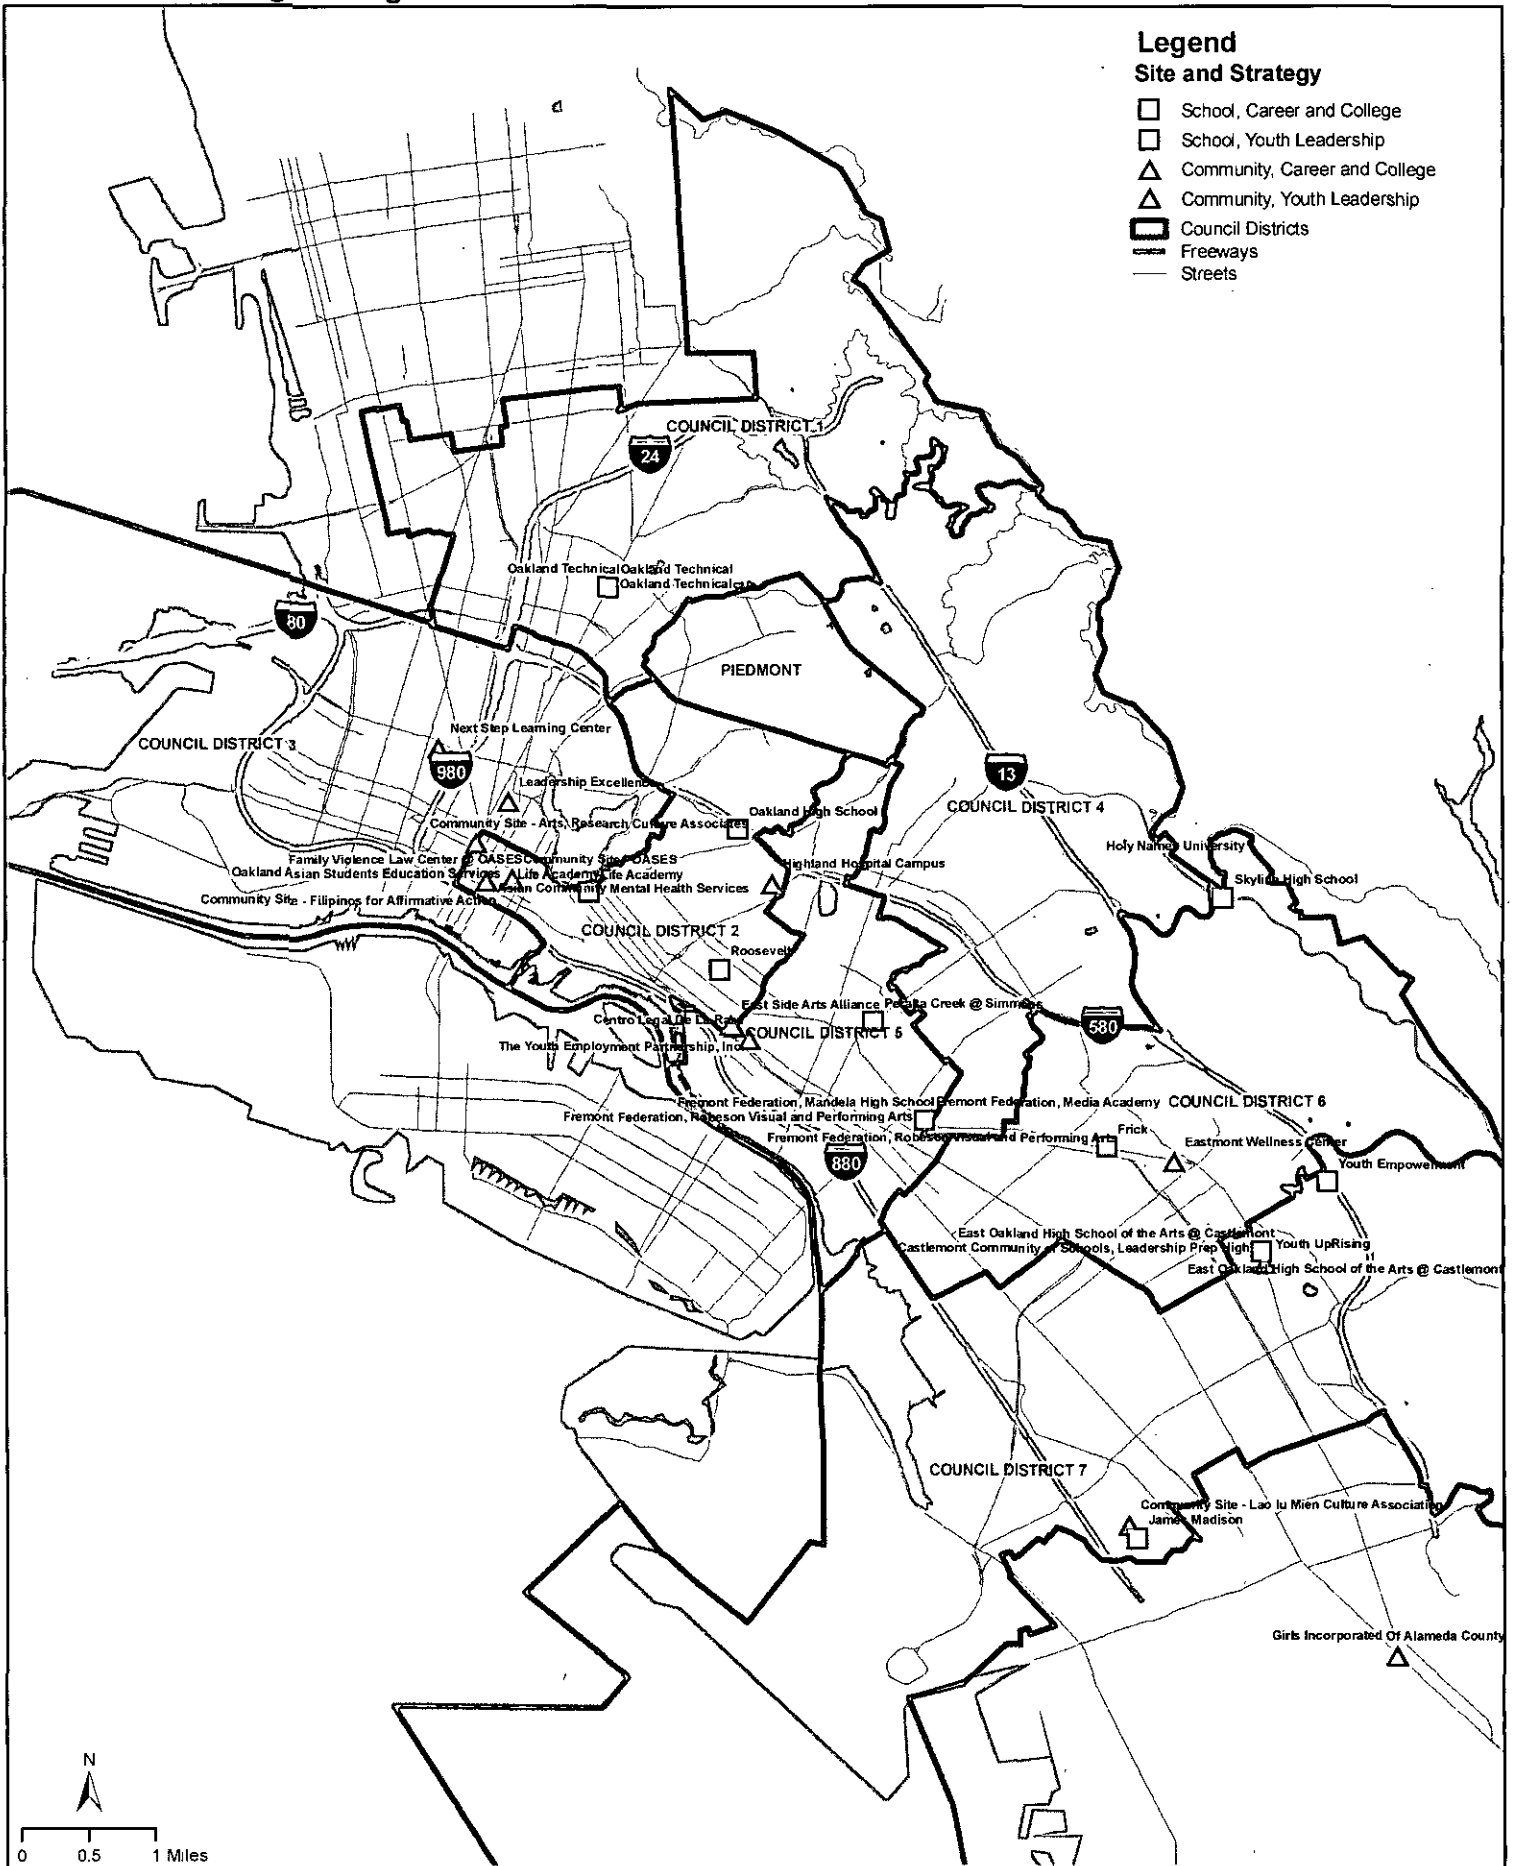 Legend
Site and Strategy
School, Career and College
School, Youth Leadership
Community, Career and College
Community, Youth Leadership
Council Districts
Freeways
Streets
COUNCIL DISTRICT 1
24
Oakland Technical Oakland Technical
Oakland Technical
80
PIEDMONT
Next Step Learning Center
COUNCIL DISTRICT 3
980
13
Leadership Excellence
COUNCIL DISTRICT 4
Oakland High School
Community Site - Arts, Research Culture Associates
Holy Names University
Family Violence Law Center @ OASES Community Site - OASES
Highland Hospital Campus
Oakland Asian Students Education Services Life Academy Life Academy
Skyline High School
Asian Community Mental Health Services
Community Site - Filipinos for Affirmative Action
COUNCIL DISTRICT 2
Roosevelt
East Side Arts Alliance Peralta Creek @ Simmons
Centro Legal De La Raza
COUNCIL DISTRICT 5
580
The Youth Employment Partnership, Inc
Fremont Federation, Mandela High School Fremont Federation, Media Academy
COUNCIL DISTRICT 6
Fremont Federation, Robeson Visual and Performing Arts
Frick
Fremont Federation, Robeson Visual and Performing Arts
Eastmont Wellness Center
880
Youth Empowerment
East Oakland High School of the Arts @ Castlemont
Castlemont Community of Schools, Leadership Prep High
Youth UpRising
East Oakland High School of the Arts @ Castlemont
COUNCIL DISTRICT 7
Community Site - Lao Iu Mien Culture Association
James Madison
Girls Incorporated Of Alameda County
N
0 0.5 1 Miles